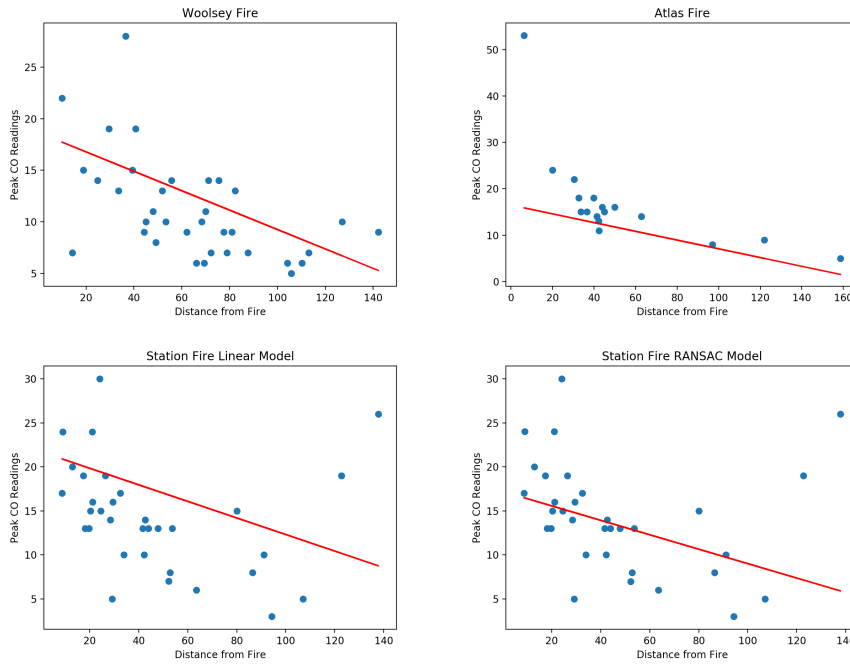 Woolsey Fire
Peak CO Readings
25
20
15
10
5
20 40 60 80 100 120 140
Distance from Fire
Atlas Fire
Peak CO Readings
50
40
30
20
10
0
0 20 40 60 80 100 120 140 160
Distance from Fire
Station Fire Linear Model
Peak CO Readings
30
25
20
15
10
5
20 40 60 80 100 120 140
Distance from Fire
Station Fire RANSAC Model
Peak CO Readings
30
25
20
15
10
5
20 40 60 80 100 120 140
Distance from Fire